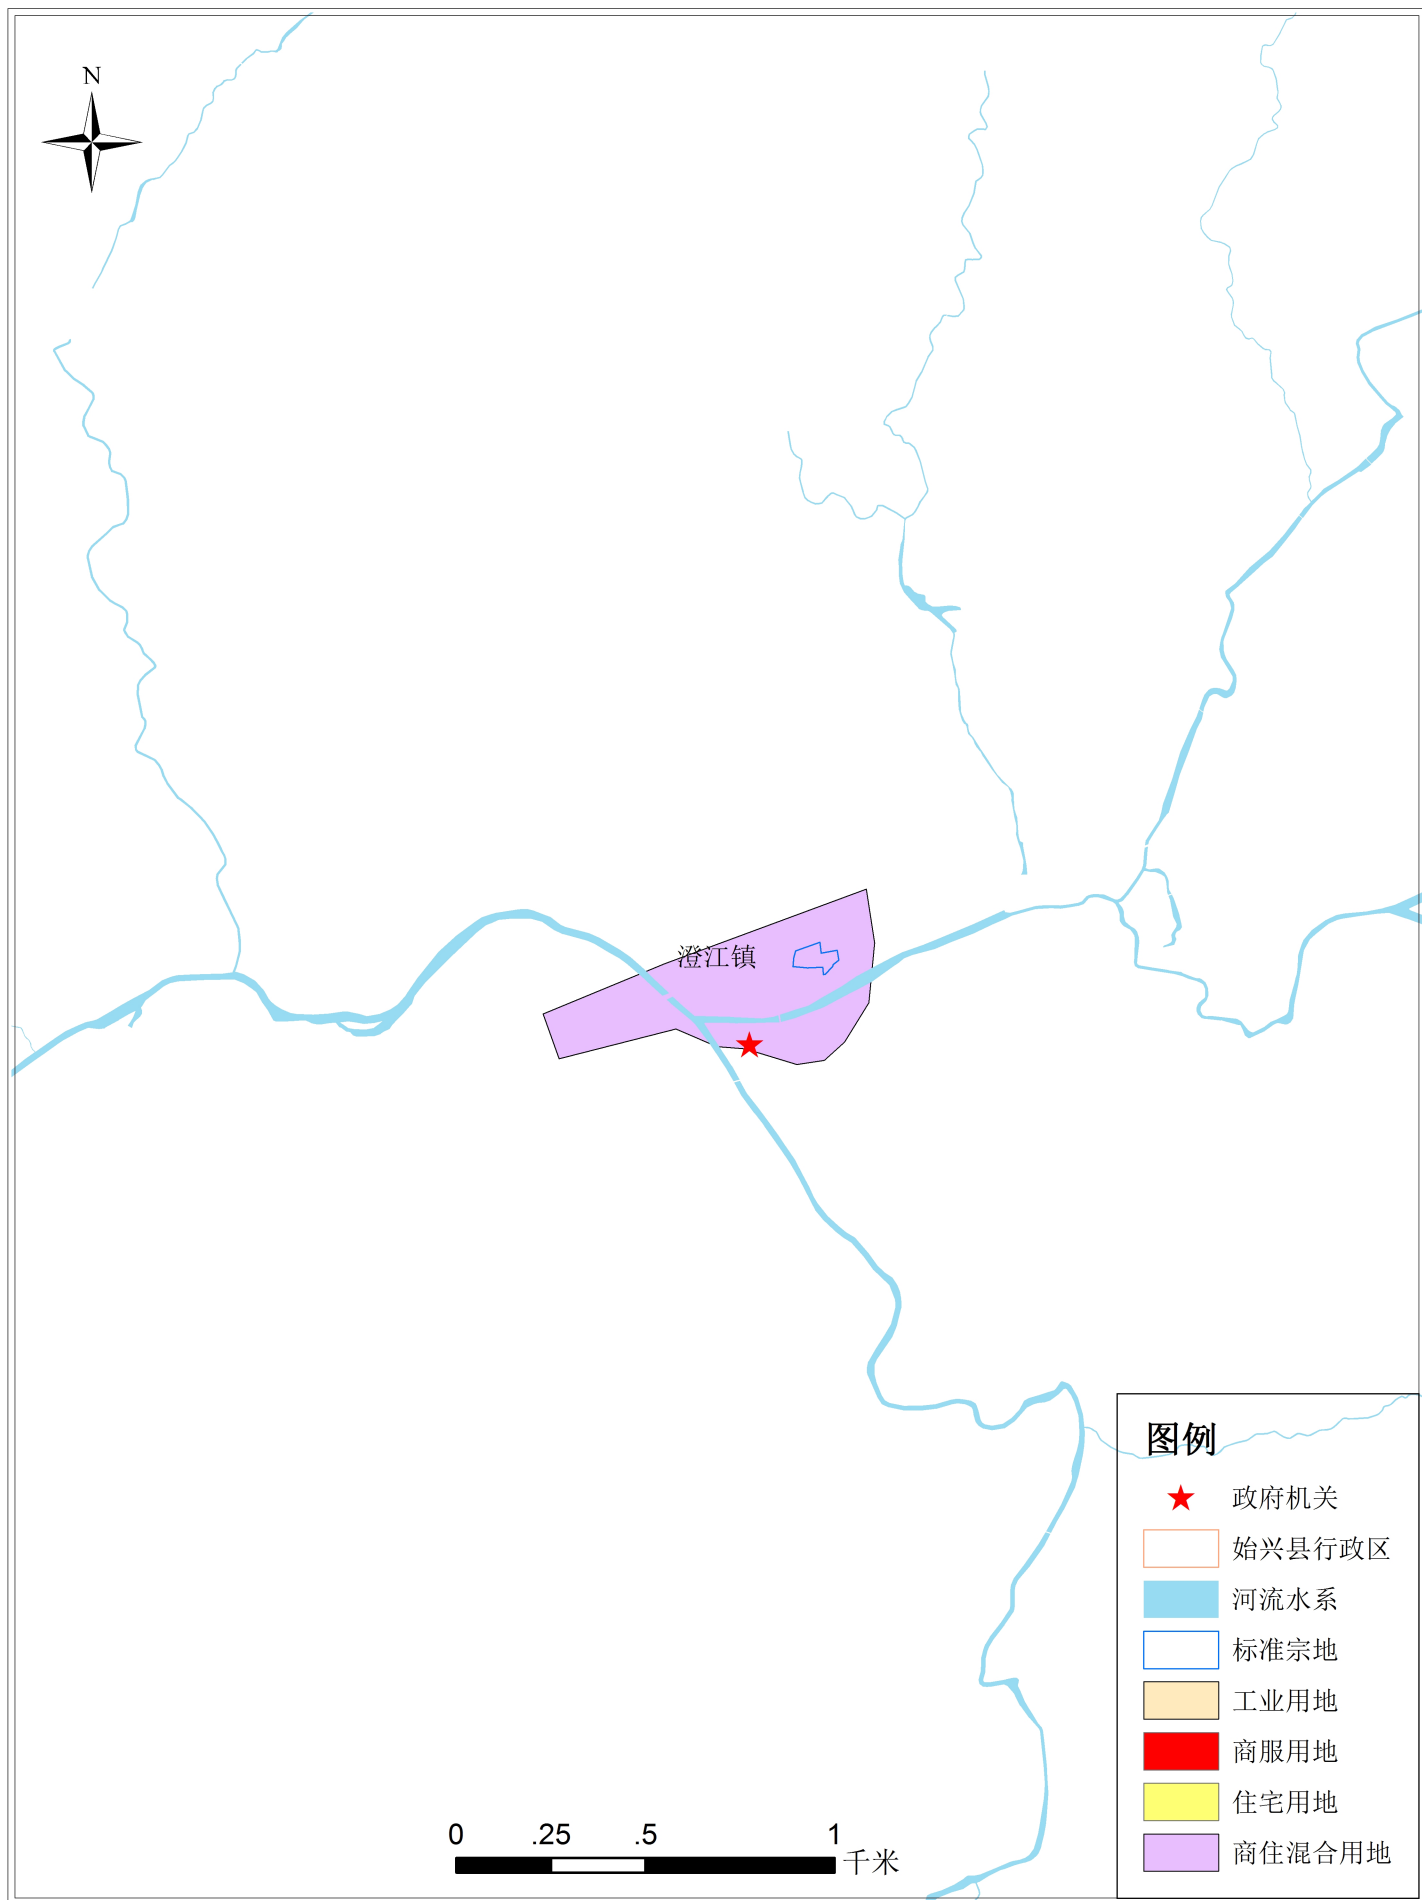 N
澄江镇
图例
政府机关
始兴县行政区
河流水系
标准宗地
工业用地
商服用地
住宅用地
商住混合用地
0 .25 .5 1
千米